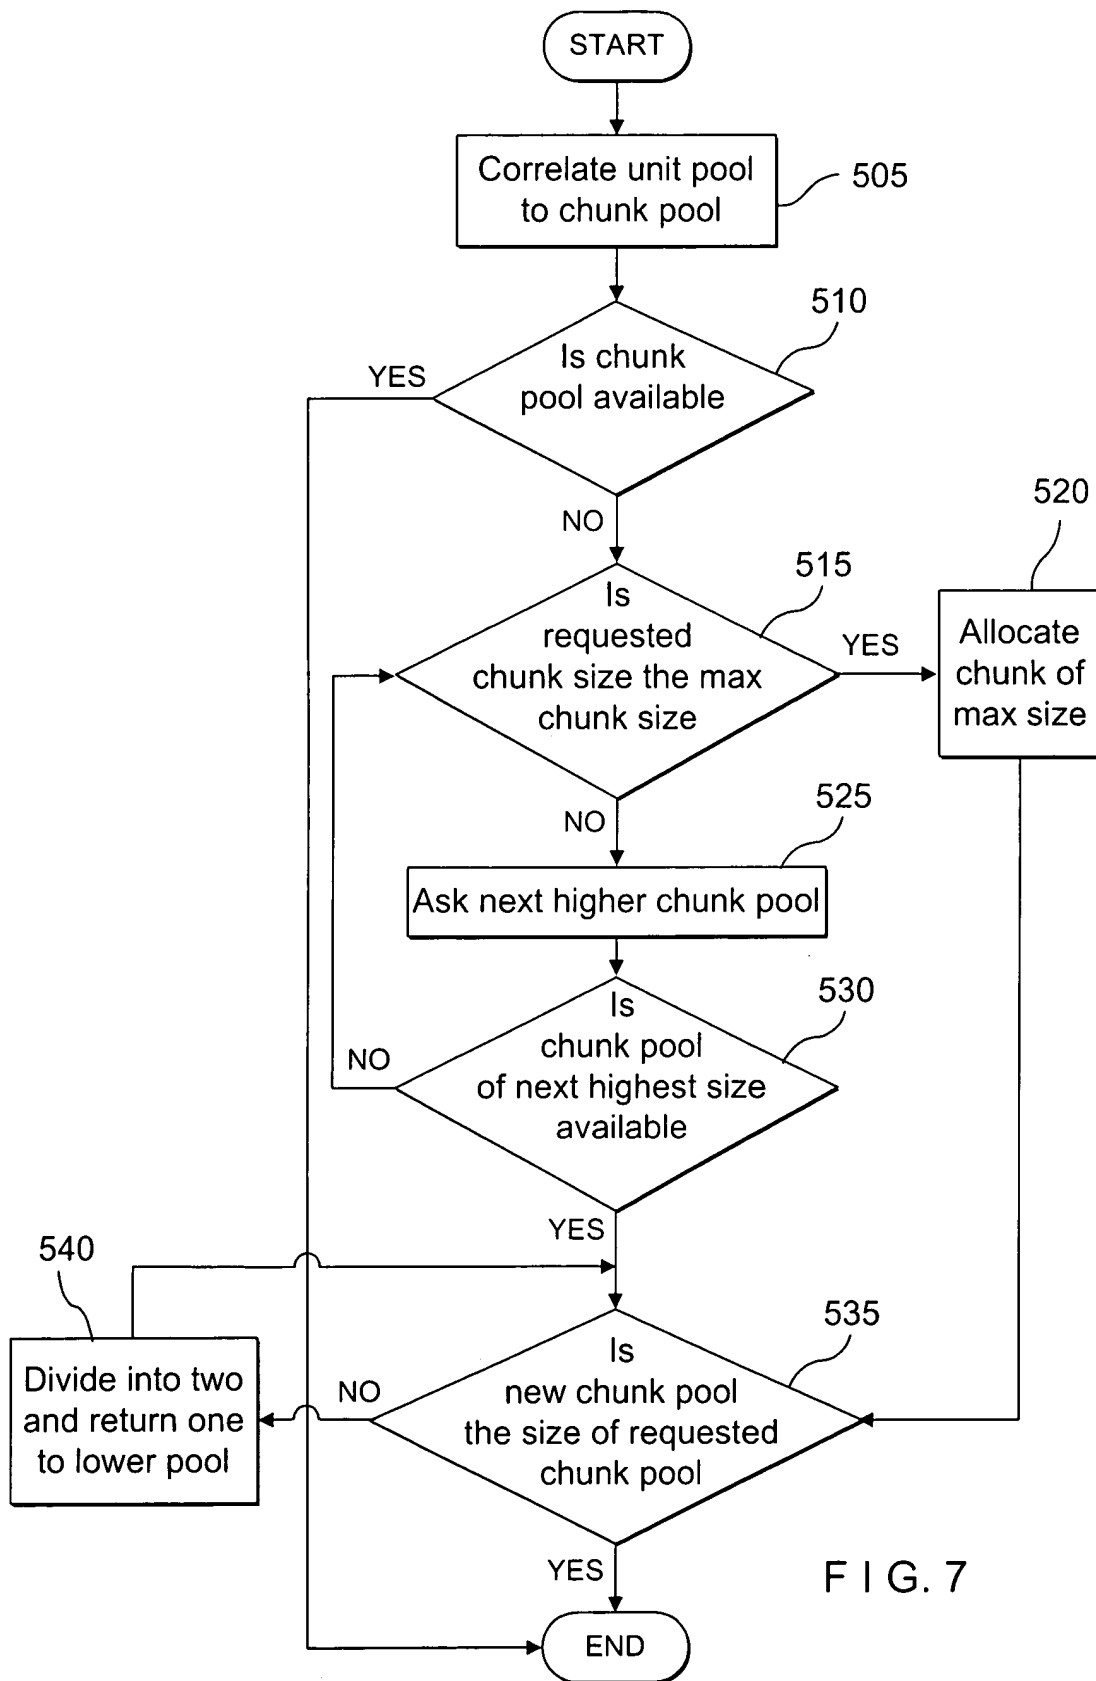 START
Correlate unit pool
to chunk pool
505
510
Is chunk
pool available
YES
NO
515
520
Is
requested
chunk size the max
chunk size
YES
Allocate
chunk of
max size
NO
525
Ask next higher chunk pool
530
Is
chunk pool
of next highest size
available
NO
YES
540
535
Divide into two
and return one
to lower pool
NO
Is
new chunk pool
the size of requested
chunk pool
YES
FIG. 7
END